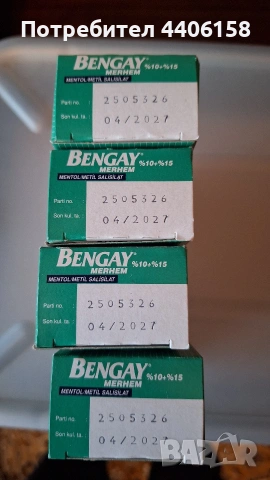 Потребител 4406158
BENGAY® %10+%15
MERHEM
MENTOL/METİL SALİSİLAT
Parti no. : 2505326
Son kul. ta. : 04/2027
BENGAY® %10+%15
MERHEM
MENTOL/METİL SALİSİLAT
Parti no. : 2505326
Son kul. ta. : 04/2027
BENGAY® %10+%15
MERHEM
MENTOL/METİL SALİSİLAT
Parti no. : 2505326
Son kul. ta. : 04/2027
BENGAY® %10+%15
MERHEM
MENTOL/METİL SALİSİLAT
Parti no. : 2505326
Son kul. ta. : 04/2027
BAZAR